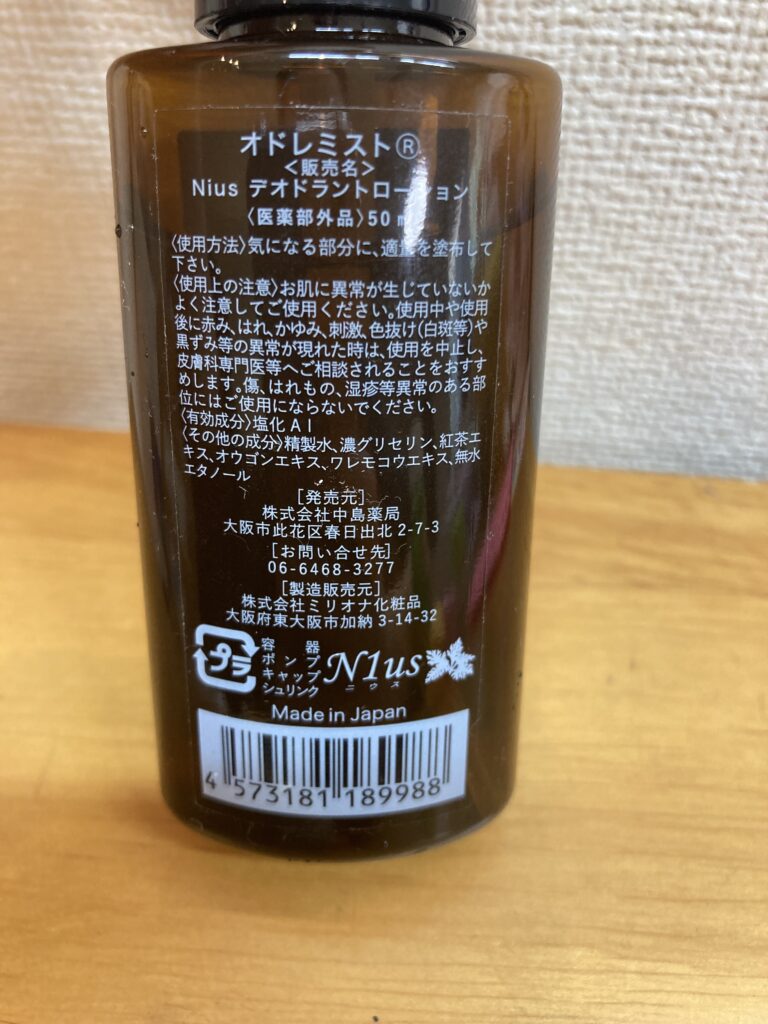 オドレミスト®
<販売名>
Nius デオドラントローション
〈医薬部外品〉50 m
〈使用方法〉気になる部分に、適量を塗布して
下さい。
〈使用上の注意〉お肌に異常が生じていないか
よく注意してご使用ください。使用中や使用
後に赤み、はれ、かゆみ、刺激、色抜け(白斑等)や
黒ずみ等の異常が現れた時は、使用を中止し、
皮膚科専門医等へご相談されることをおすす
めします。傷、はれもの、湿疹等異常のある部
位にはご使用にならないでください。
〈有効成分〉塩化Al
〈その他の成分〉精製水、濃グリセリン、紅茶エ
キス、オウゴンエキス、ワレモコウエキス、無水
エタノール
[発売元]
株式会社中島薬局
大阪市此花区春日出北2-7-3
[お問い合せ先]
06-6468-3277
[製造販売元]
株式会社ミリオナ化粧品
大阪府東大阪市加納3-14-32
プラ
容器
ポンプ
キャップ
シュリンク
N1us
ニウス
Made in Japan
4 573181 189988